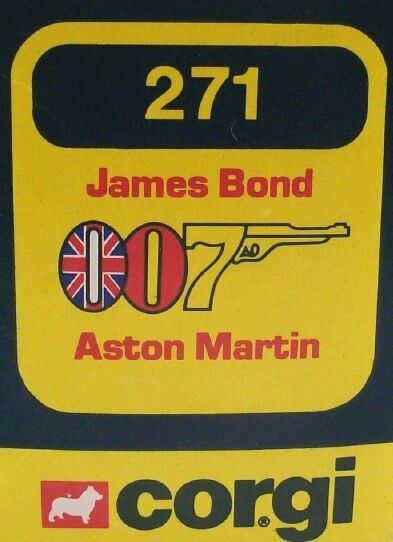 271
James Bond
007
Aston Martin
corgi®